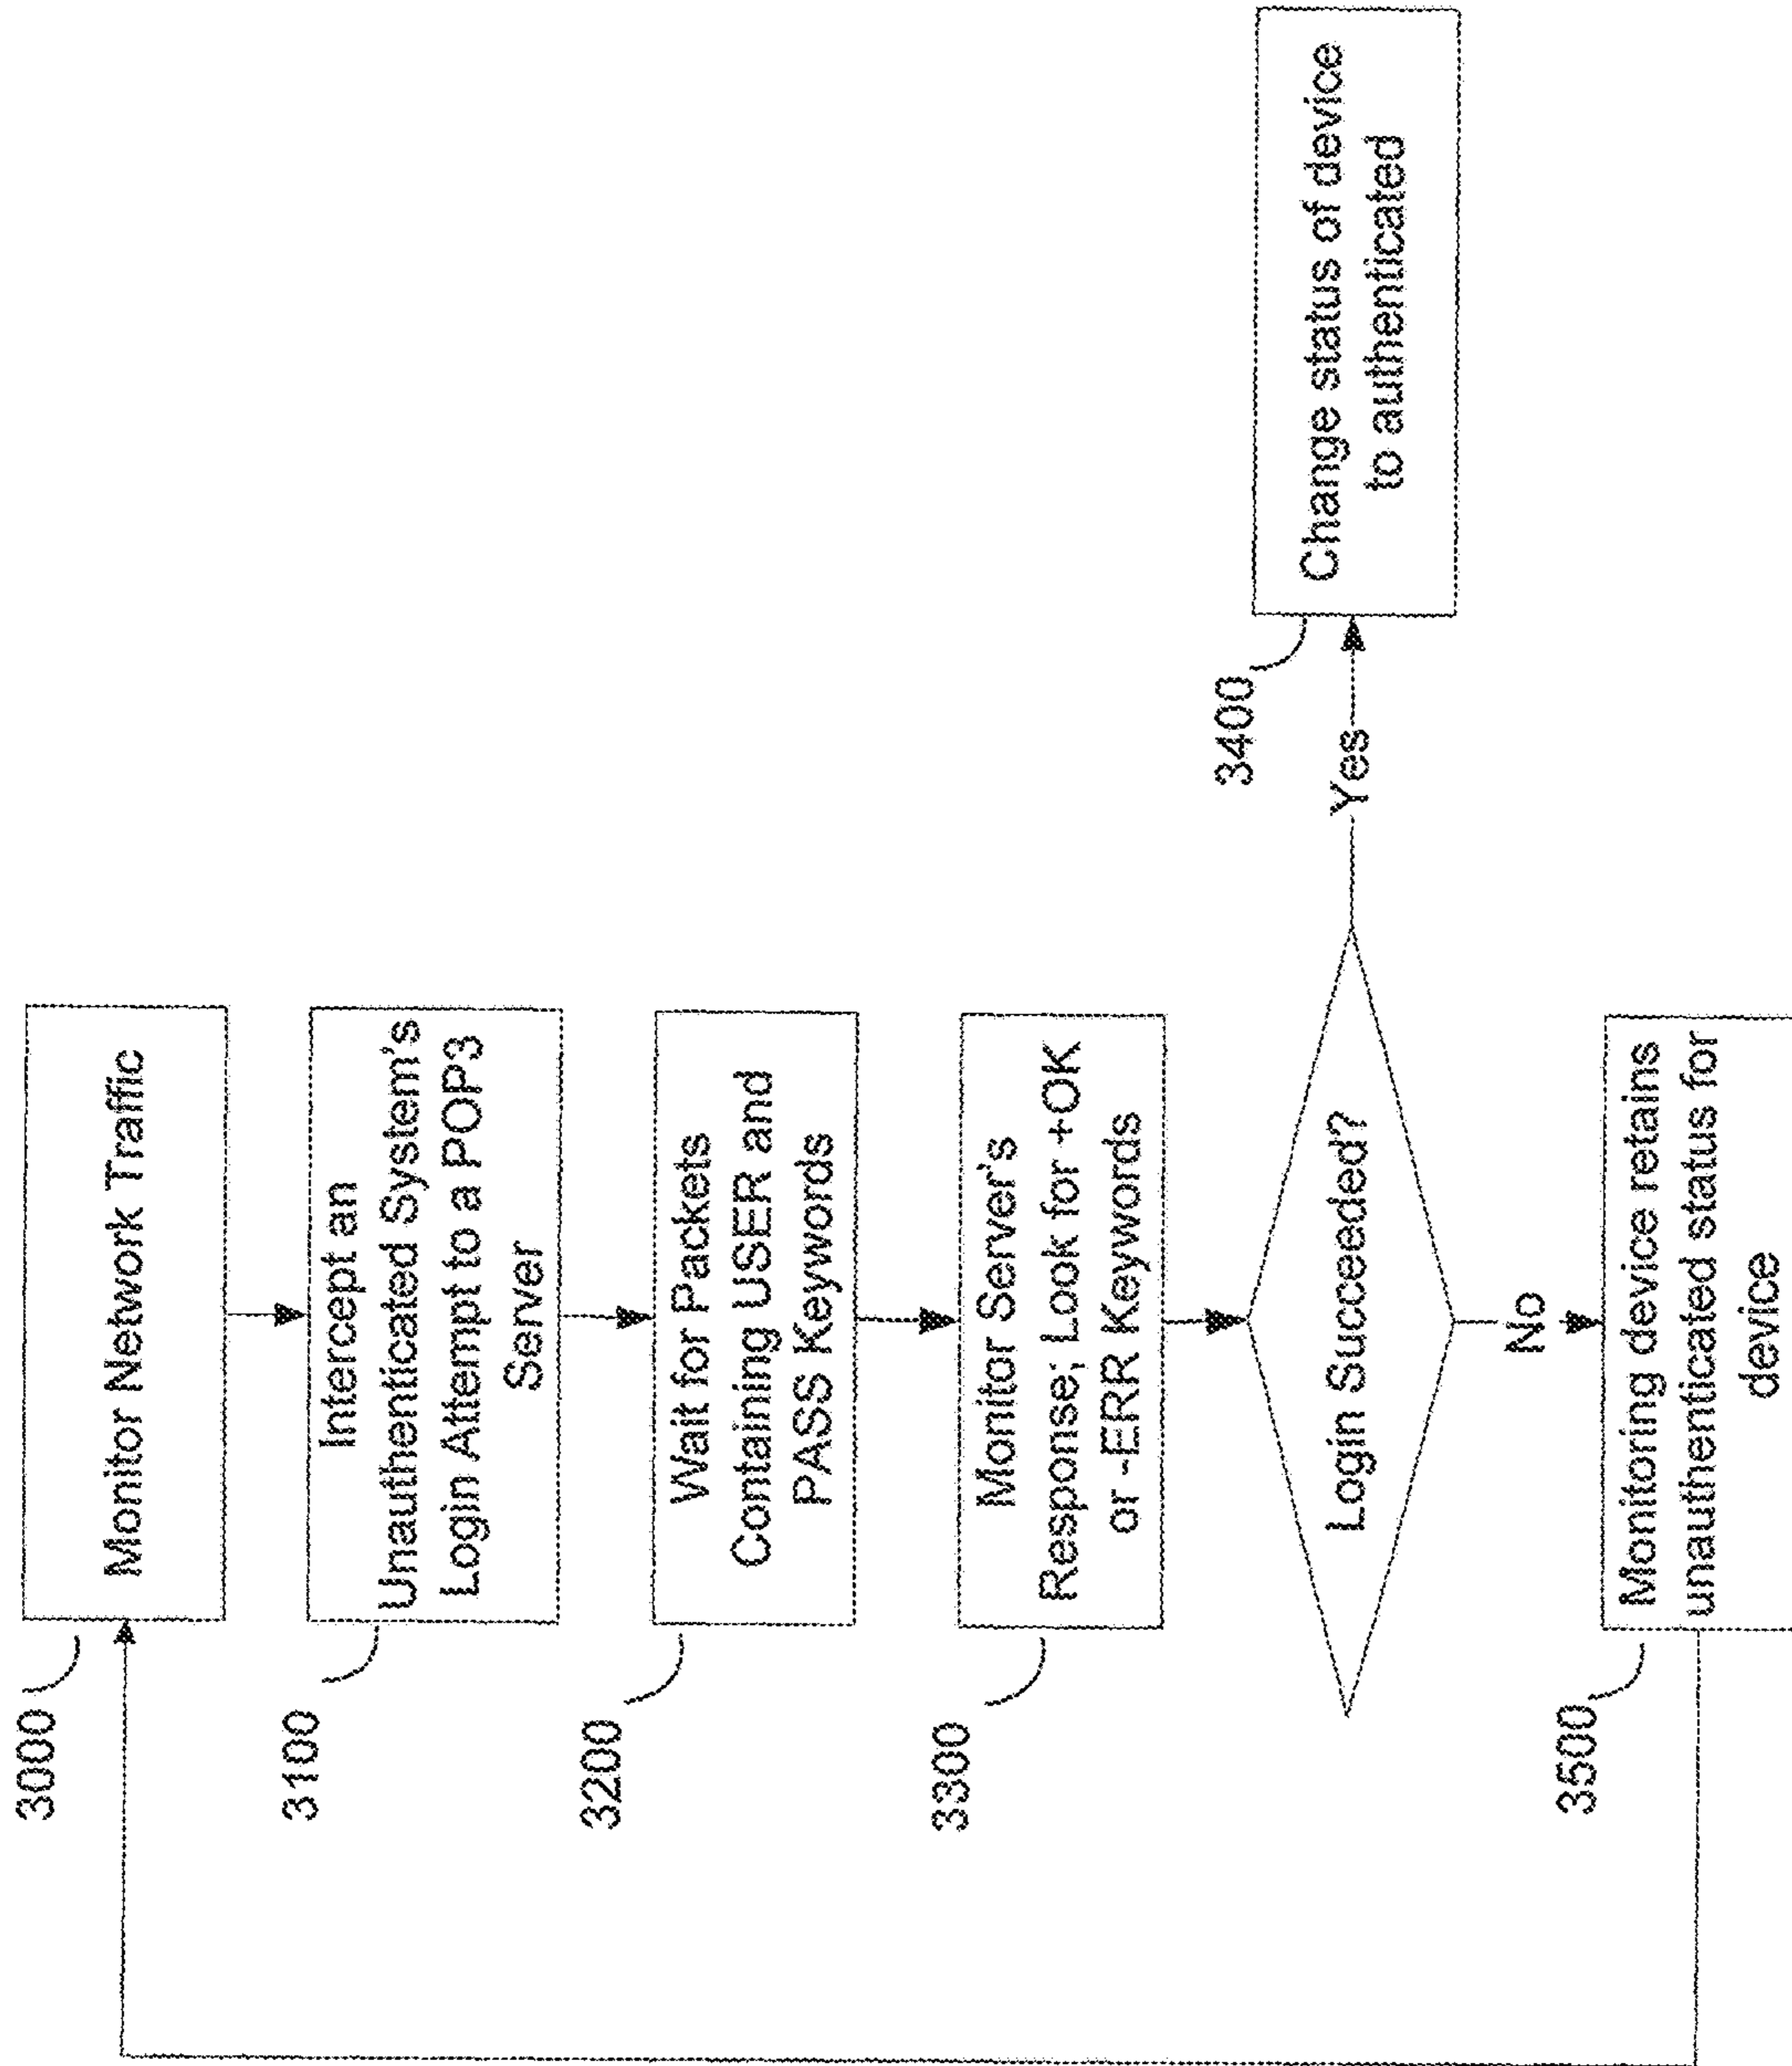 3000
Monitor Network Traffic
3100
Intercept an
Unauthenticated System's
Login Attempt to a POP3
Server
3200
Wait for Packets
Containing USER and
PASS Keywords
3300
Monitor Server's
Response; Look for +OK
or -ERR Keywords
Login Succeeded?
Yes
3400
Change status of device
to authenticated
No
3500
Monitoring device retains
unauthenticated status for
device